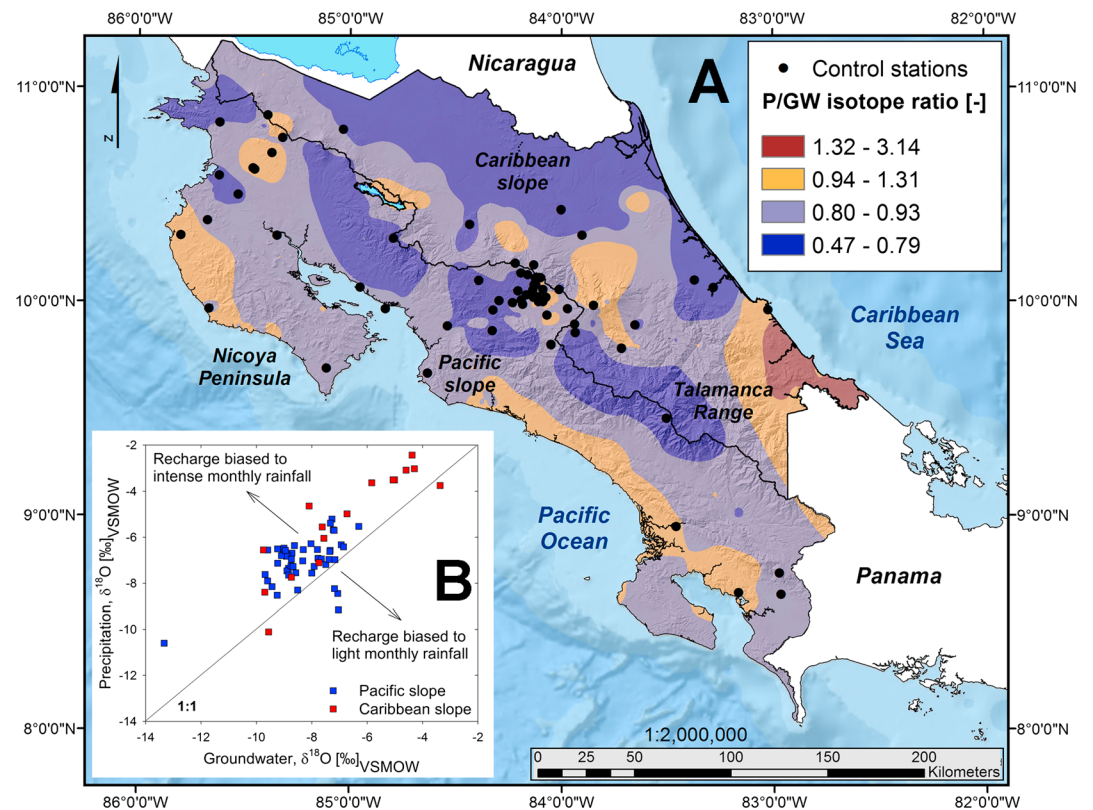 86°0'0"W 85°0'0"W 84°0'0"W 83°0'0"W 82°0'0"W
11°0'0"N
11°0'0"N
10°0'0"N
10°0'0"N
9°0'0"N
9°0'0"N
8°0'0"N
8°0'0"N
A
N
Nicaragua
Control stations
P/GW isotope ratio [-]
1.32 - 3.14
0.94 - 1.31
0.80 - 0.93
0.47 - 0.79
Caribbean
slope
Caribbean
Sea
Nicoya
Peninsula
Pacific
slope
Talamanca
Range
Pacific
Ocean
Panama
B
Recharge biased to
intense monthly rainfall
Recharge biased to
light monthly rainfall
Pacific slope
Caribbean slope
1:1
Precipitation, δ18O [‰]VSMOW
-2
-4
-6
-8
-10
-12
-14
-14 -12 -10 -8 -6 -4 -2
Groundwater, δ18O [‰]VSMOW
1:2,000,000
0 25 50 100 150 200
Kilometers
86°0'0"W 85°0'0"W 84°0'0"W 83°0'0"W 82°0'0"W